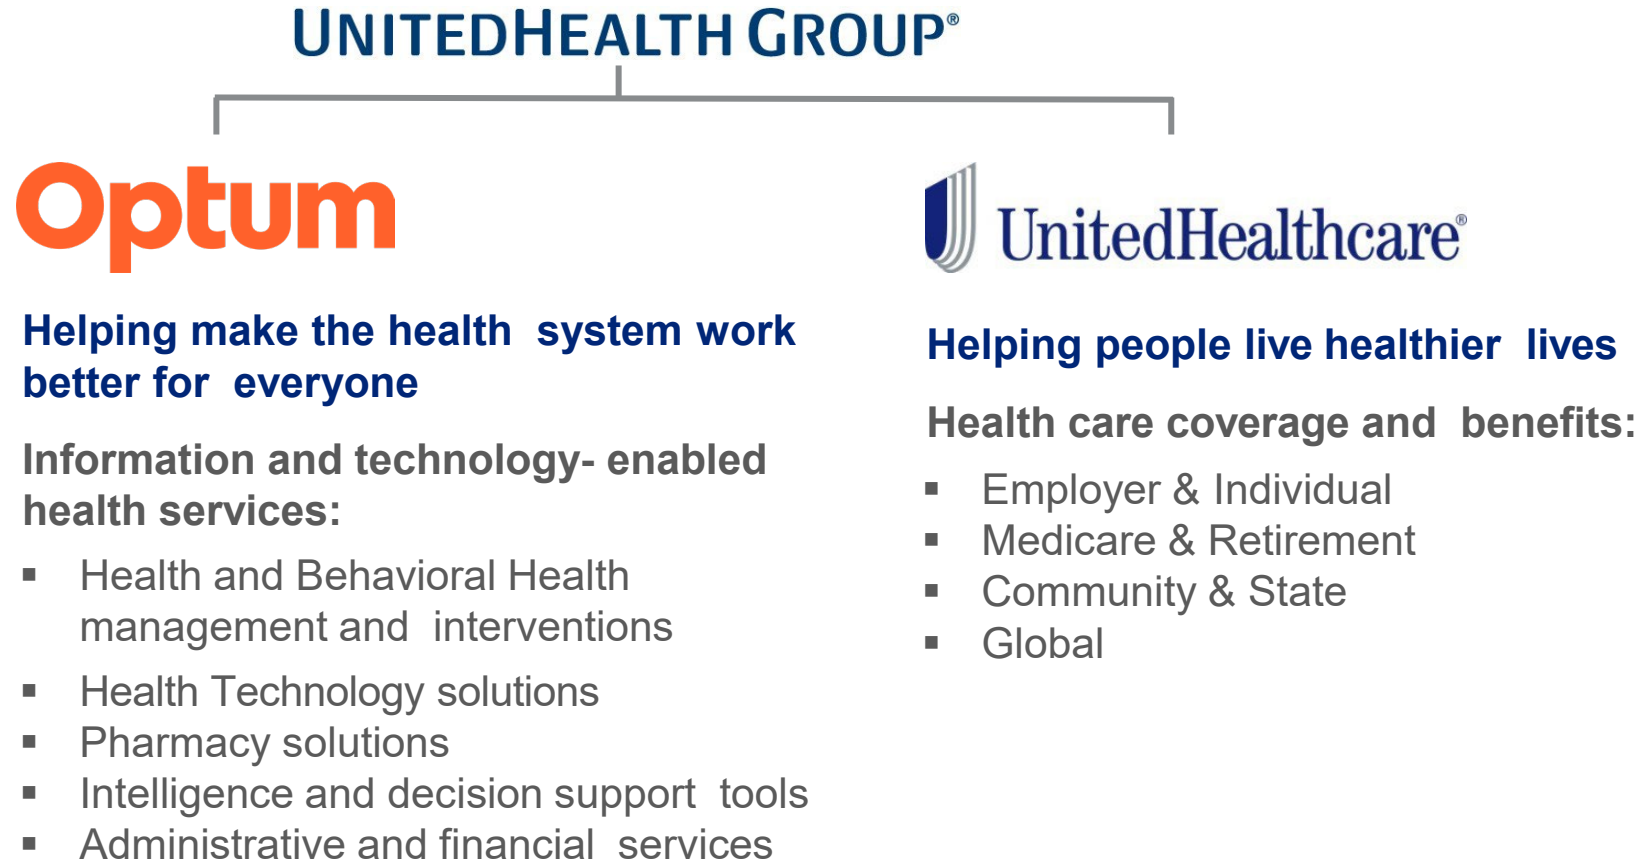 UNITEDHEALTH GROUP®
Optum
Helping make the health system work
better for everyone
Information and technology- enabled
health services:
▪ Health and Behavioral Health
management and interventions
▪ Health Technology solutions
▪ Pharmacy solutions
▪ Intelligence and decision support tools
▪ Administrative and financial services
UnitedHealthcare®
Helping people live healthier lives
Health care coverage and benefits:
▪ Employer & Individual
▪ Medicare & Retirement
▪ Community & State
▪ Global